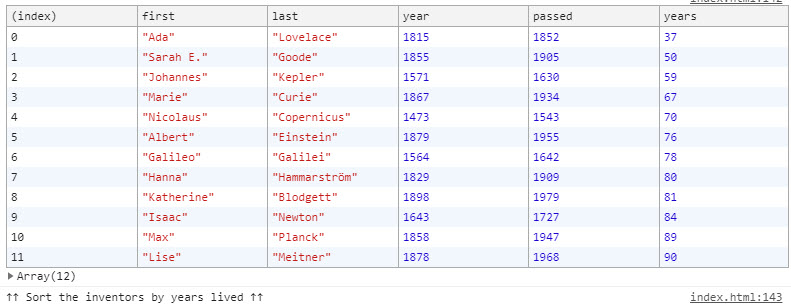 index.html:142
(index) first last year passed years
0 "Ada" "Lovelace" 1815 1852 37
1 "Sarah E." "Goode" 1855 1905 50
2 "Johannes" "Kepler" 1571 1630 59
3 "Marie" "Curie" 1867 1934 67
4 "Nicolaus" "Copernicus" 1473 1543 70
5 "Albert" "Einstein" 1879 1955 76
6 "Galileo" "Galilei" 1564 1642 78
7 "Hanna" "Hammarström" 1829 1909 80
8 "Katherine" "Blodgett" 1898 1979 81
9 "Isaac" "Newton" 1643 1727 84
10 "Max" "Planck" 1858 1947 89
11 "Lise" "Meitner" 1878 1968 90
▶ Array(12)
↑↑ Sort the inventors by years lived ↑↑ index.html:143